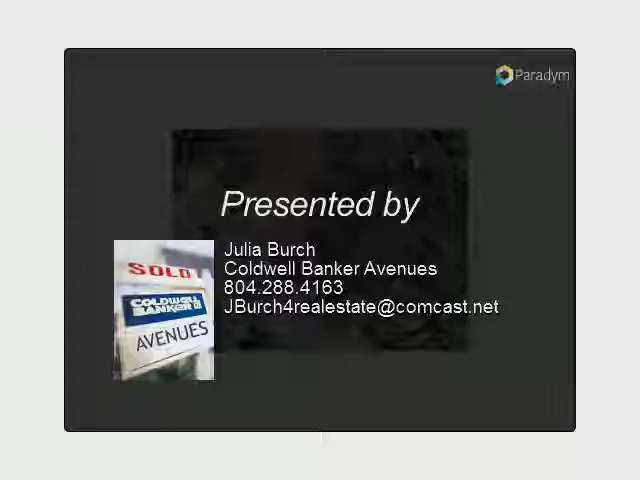 Paradym
Presented by
Julia Burch
Coldwell Banker Avenues
804.288.4163
JBurch4realestate@comcast.net
SOLD
COLDWELL
BANKER
AVENUES